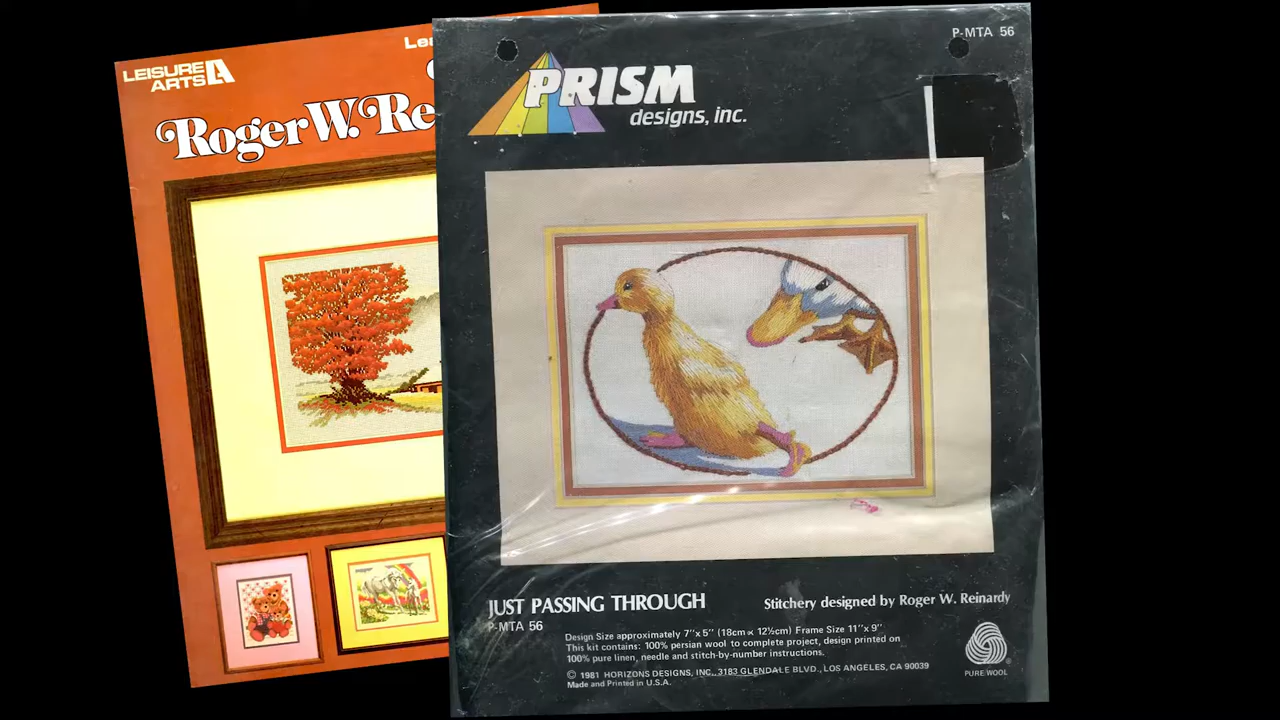 LEISURE
ARTS
Roger W.
P-MTA 56
PRISM
designs, inc.
JUST PASSING THROUGH
P-MTA 56
Stitchery designed by Roger W. Reinardy
Design Size approximately 7"x 5" (18cm x 12½cm) Frame Size 11"x 9"
This kit contains: 100% persian wool to complete project, design printed on
100% pure linen, needle and stitch-by-number instructions.
© 1981 HORIZONS DESIGNS, INC., 3183 GLENDALE BLVD., LOS ANGELES, CA 90039
Made and Printed in U.S.A.
PURE WOOL